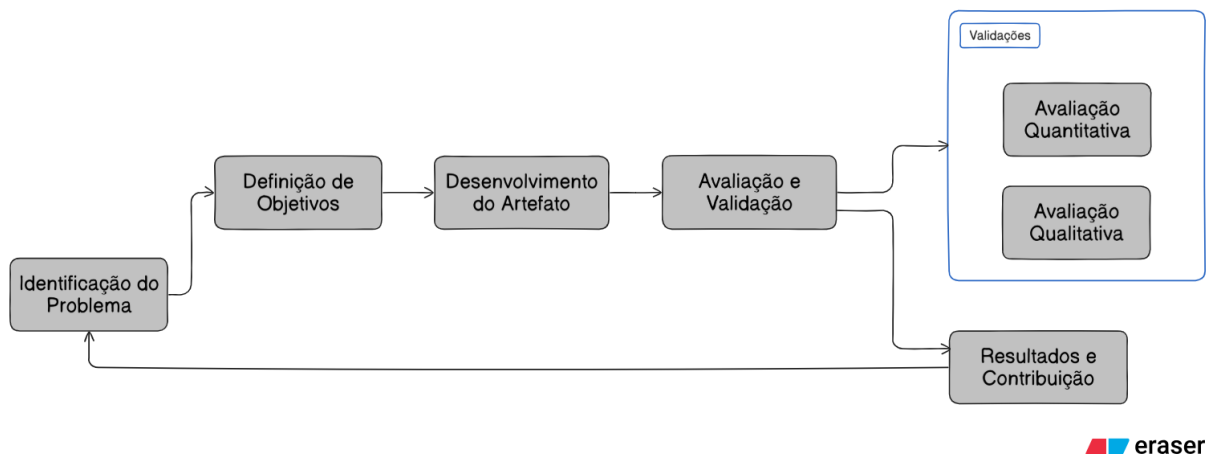 Validações
Avaliação
Quantitativa
Definição de
Objetivos
Desenvolvimento
do Artefato
Avaliação e
Validação
Avaliação
Qualitativa
Identificação do
Problema
Resultados e
Contribuição
eraser